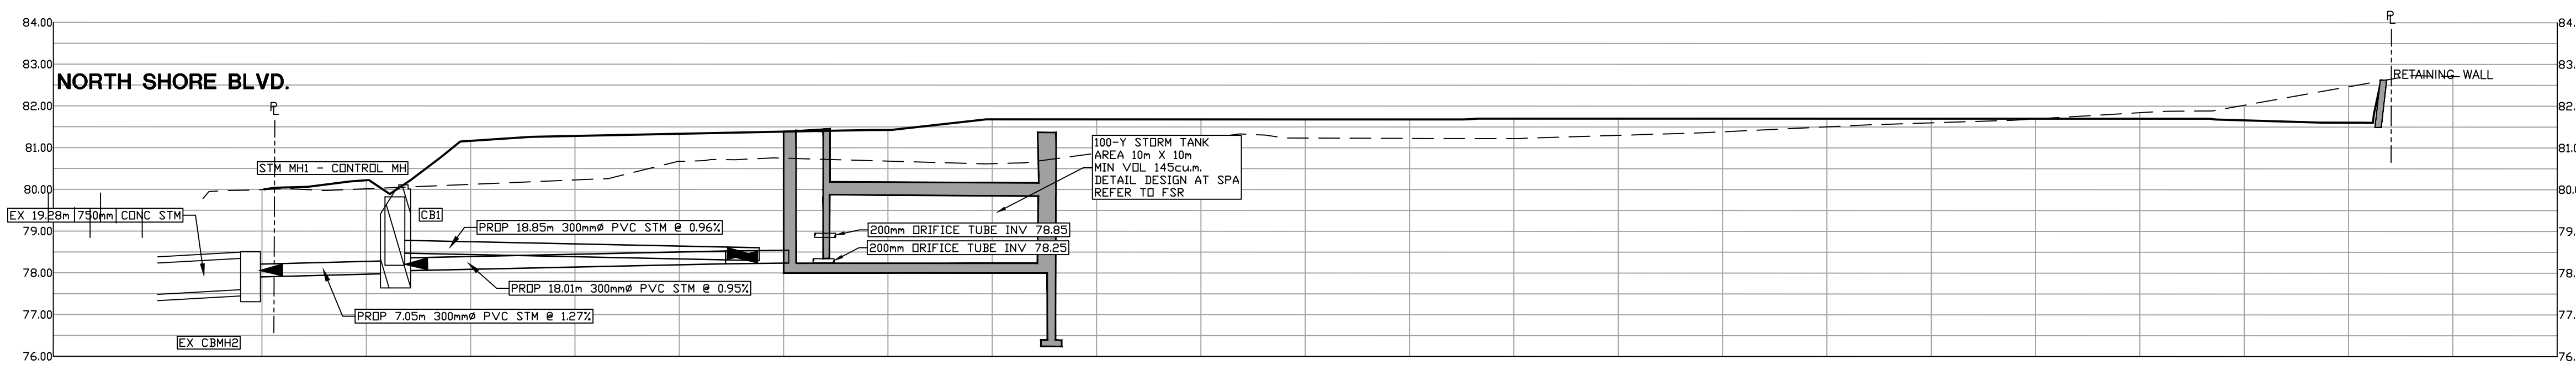 84.00
83.00
82.00
81.00
80.00
79.00
78.00
77.00
76.00
NORTH SHORE BLVD.
PL
STM MH1 - CONTROL MH
EX 19.28m 750mm CONC STM
CB1
PROP 18.85m 300mmø PVC STM @ 0.96%
PROP 18.01m 300mmø PVC STM @ 0.95%
PROP 7.05m 300mmø PVC STM @ 1.27%
EX CBMH2
200mm ORIFICE TUBE INV 78.85
200mm ORIFICE TUBE INV 78.25
100-Y STORM TANK
AREA 10m X 10m
MIN VOL 145cu.m.
DETAIL DESIGN AT SPA
REFER TO FSR
PL
RETAINING WALL
84.
83.
82.
81.0
80.0
79.
78.
77.
76.